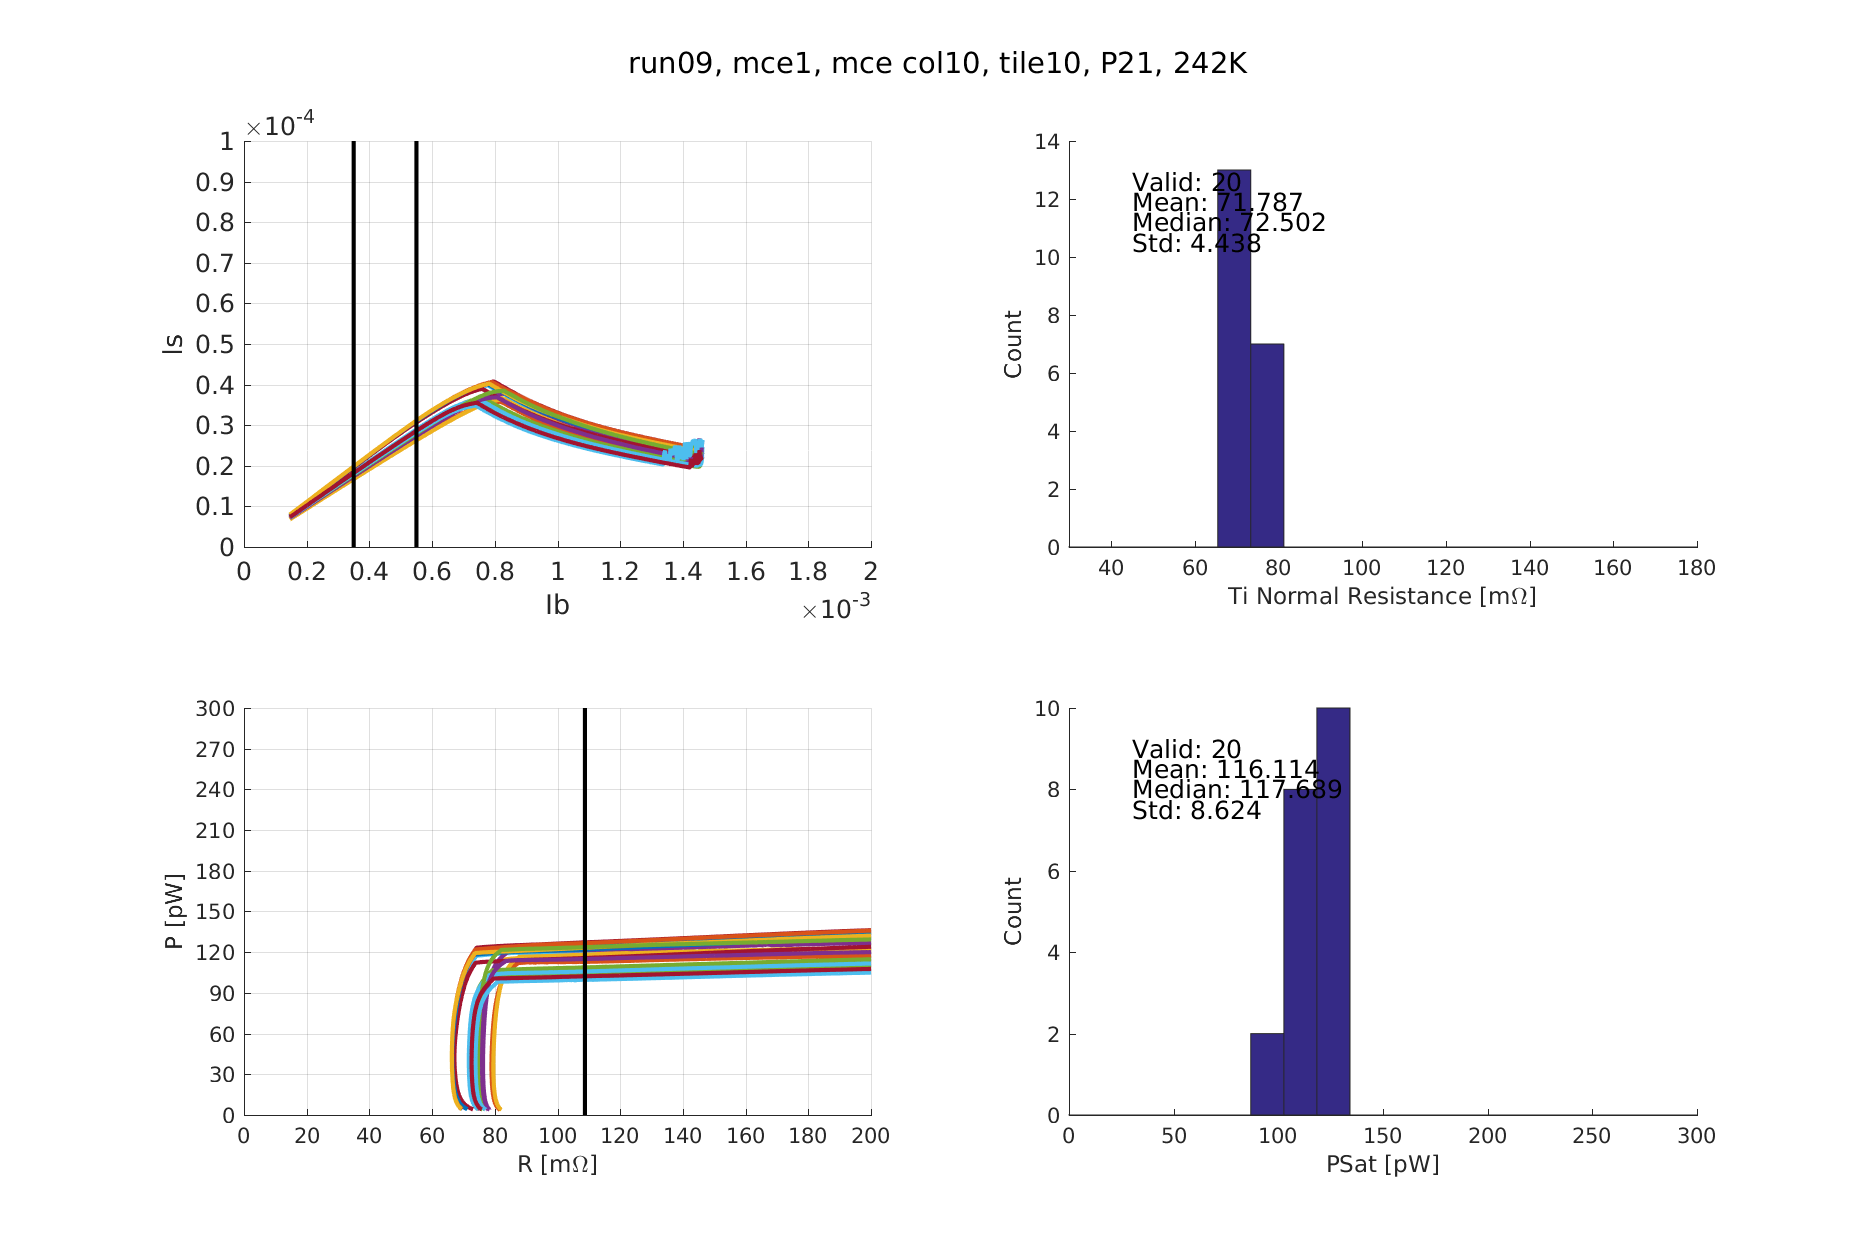 run09, mce1, mce col10, tile10, P21, 242K
×10-4
1
0.9
0.8
0.7
0.6
0.5
0.4
0.3
0.2
0.1
0
Is
0 0.2 0.4 0.6 0.8 1 1.2 1.4 1.6 1.8 2
Ib
×10-3
14
12
10
8
6
4
2
0
Count
Valid: 20
Mean: 71.787
Median: 72.502
Std: 4.438
40 60 80 100 120 140 160 180
Ti Normal Resistance [mΩ]
300
270
240
210
180
150
120
90
60
30
0
P [pW]
0 20 40 60 80 100 120 140 160 180 200
R [mΩ]
10
8
6
4
2
0
Count
Valid: 20
Mean: 116.114
Median: 117.689
Std: 8.624
0 50 100 150 200 250 300
PSat [pW]